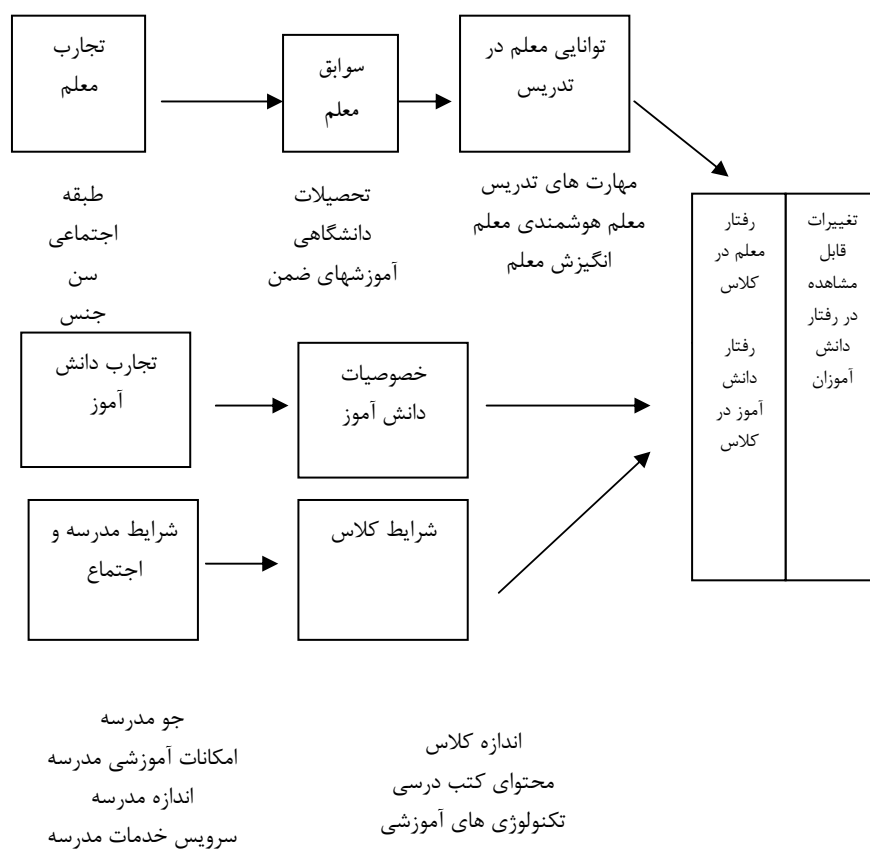 تجارب
معلم
سوابق
معلم
توانایی معلم در
تدریس
طبقه
اجتماعی
سن
جنس
تحصیلات
دانشگاهی
آموزشهای ضمن
مهارت های تدریس
معلم هوشمندی معلم
انگیزش معلم
رفتار
معلم در
کلاس
رفتار
دانش
آموز در
کلاس
تغییرات
قابل
مشاهده
در رفتار
دانش
آموزان
تجارب دانش
آموز
خصوصیات
دانش آموز
شرایط مدرسه و
اجتماع
شرایط کلاس
جو مدرسه
امکانات آموزشی مدرسه
اندازه مدرسه
سرویس خدمات مدرسه
اندازه کلاس
محتوای کتب درسی
تکنولوژی های آموزشی